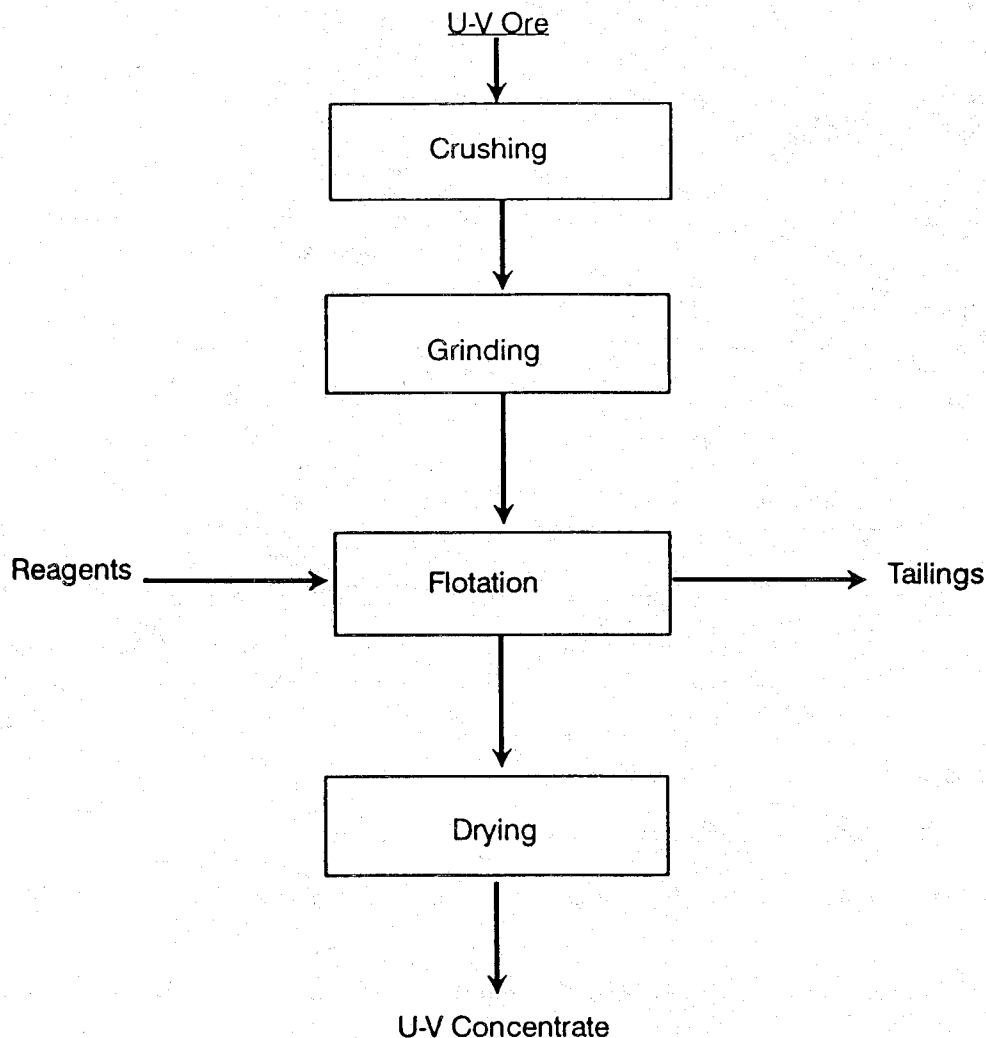 U-V Ore
Crushing
Grinding
Reagents
Flotation
Tailings
Drying
U-V Concentrate